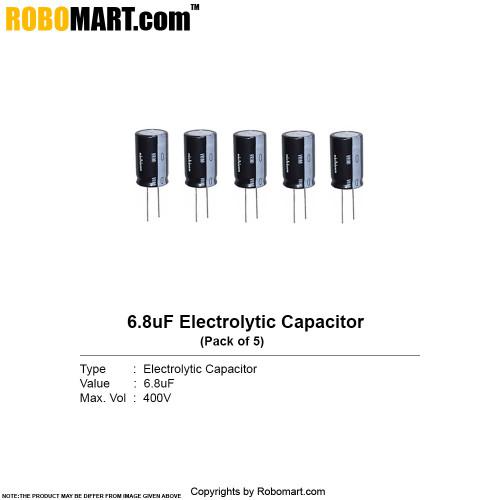 ROBOMART.com™
6.8uF Electrolytic Capacitor
(Pack of 5)
Type : Electrolytic Capacitor
Value : 6.8uF
Max. Vol : 400V
NOTE:THE PRODUCT MAY BE DIFFER FROM IMAGE GIVEN ABOVE
Copyrights by Robomart.com